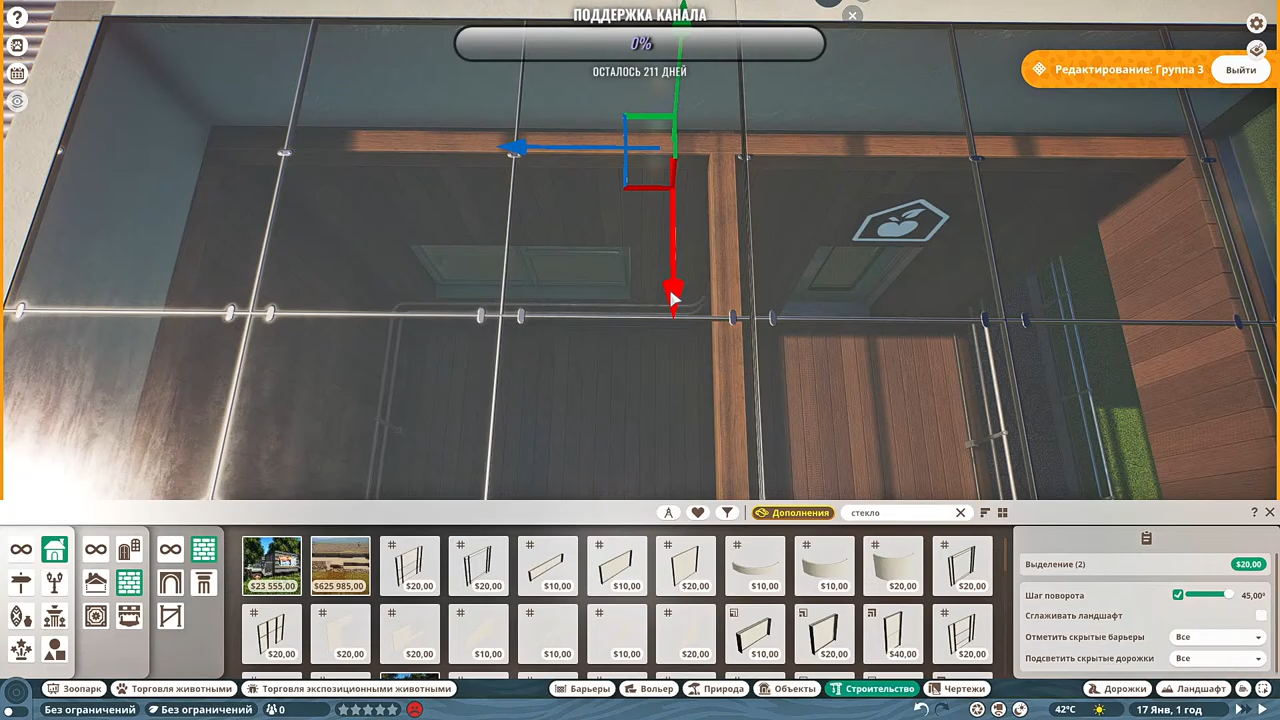 ПОДДЕРЖКА КАНАЛА
0%
ОСТАЛОСЬ 211 ДНЕЙ
Редактирование: Группа 3
Выйти
Дополнения
стекло
$23 555,00
$625 985,00
$20,00
$20,00
$10,00
$10,00
$20,00
$10,00
$10,00
$20,00
$20,00
$20,00
$20,00
$20,00
$10,00
$10,00
$10,00
$20,00
$10,00
$20,00
$40,00
$20,00
Выделение (2)
$20,00
Шаг поворота
45,00°
Сглаживать ландшафт
Отметить скрытые барьеры
Все
Подсветить скрытые дорожки
Все
Зоопарк
Торговля животными
Торговля экспозиционными животными
Барьеры
Вольер
Природа
Объекты
Строительство
Чертежи
Дорожки
Ландшафт
Без ограничений
Без ограничений
0
42°C
17 Янв, 1 год